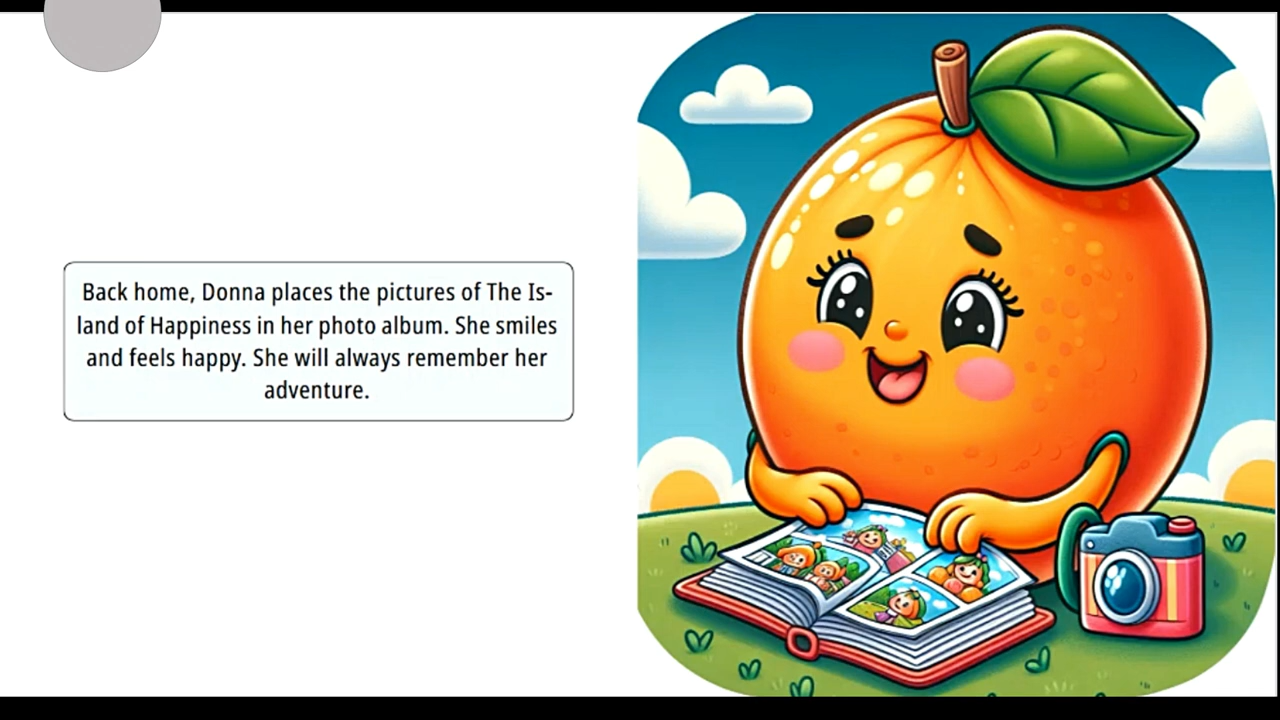 Back home, Donna places the pictures of The Is-
land of Happiness in her photo album. She smiles
and feels happy. She will always remember her
adventure.